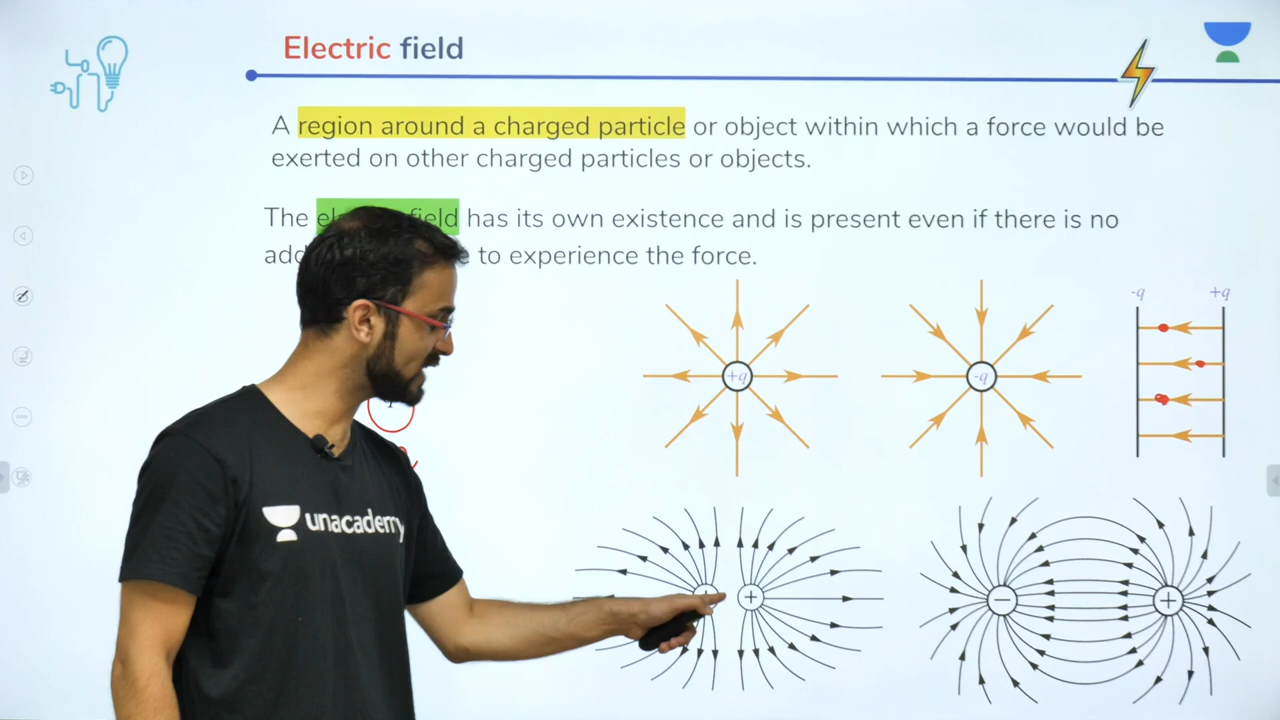 Electric field
A region around a charged particle or object within which a force would be
exerted on other charged particles or objects.
The field has its own existence and is present even if there is no
to experience the force.
-q +q
+q
-q
unacademy
+
− +